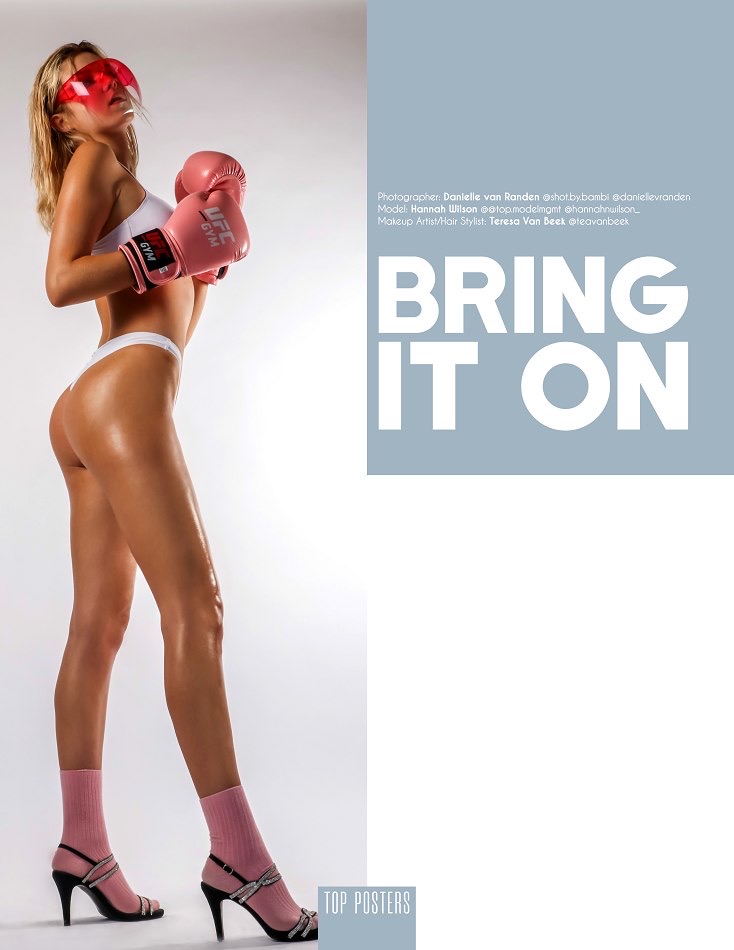 Photographer: Danielle van Randen @shot.by.bambi @danielievranden
Model: Hannah Wilson @@top.modelmgmt @hannahnwilson_
Makeup Artist/Hair Stylist: Teresa Van Beek @teavanbeek
BRING
IT ON
UFC
GYM
UFC
GYM
TOP POSTERS